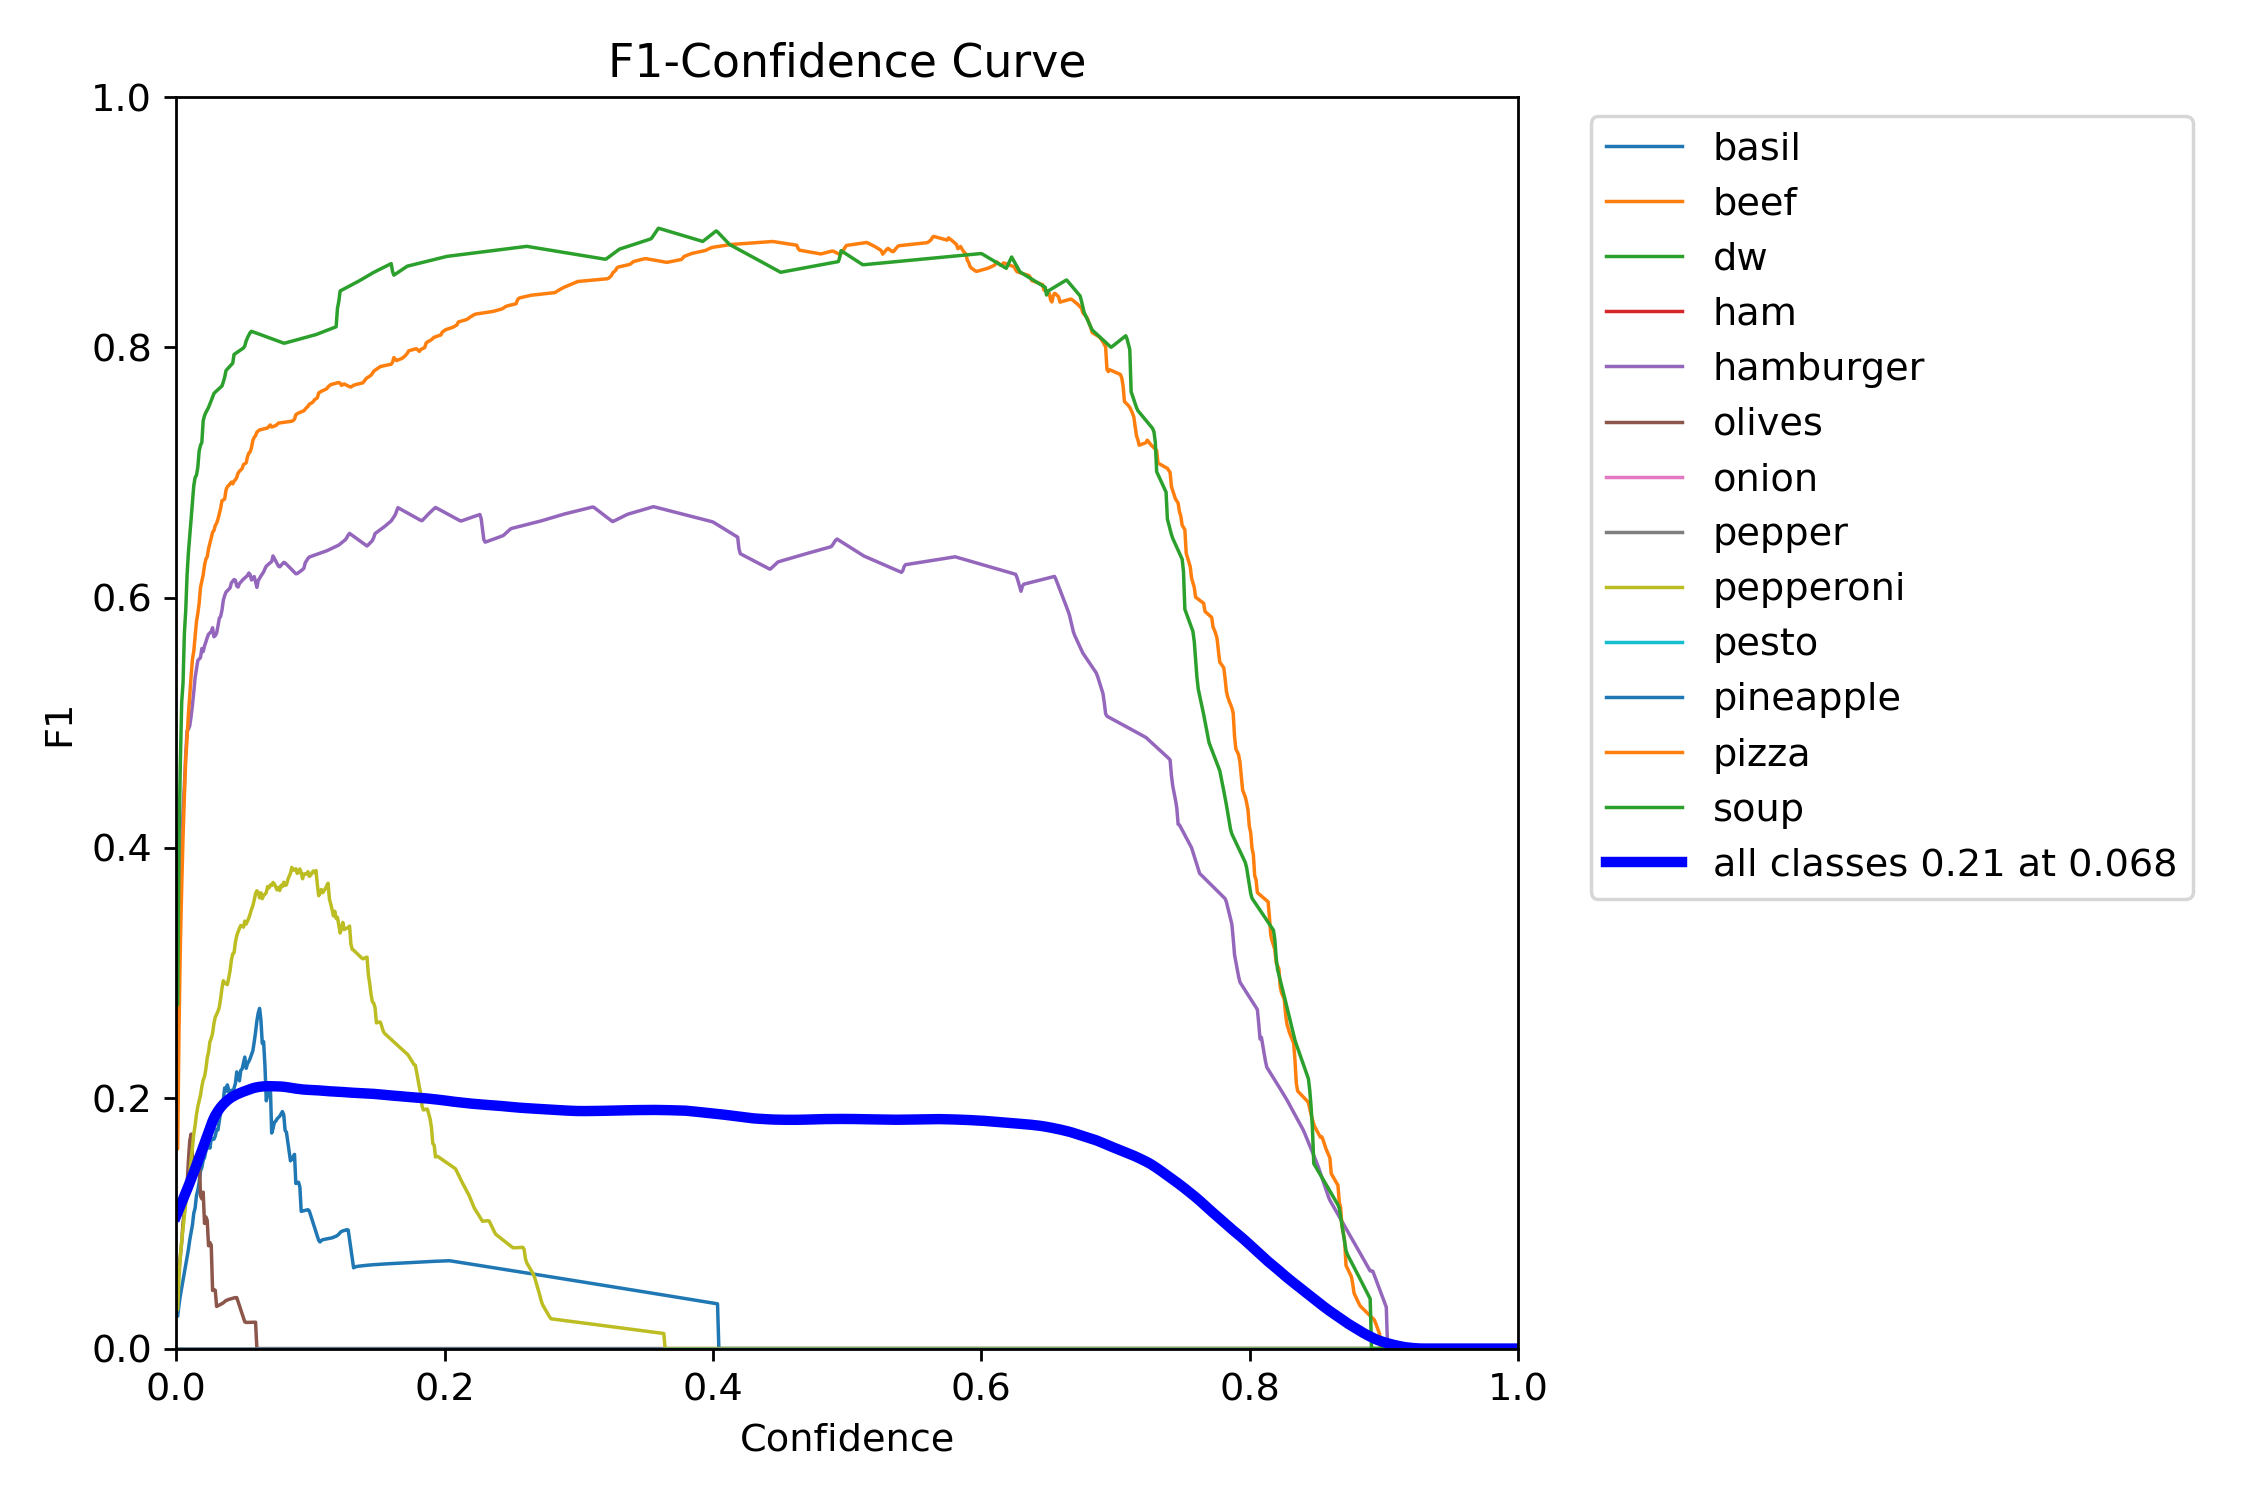 F1-Confidence Curve
1.0
0.8
0.6
0.4
0.2
0.0
F1
0.0 0.2 0.4 0.6 0.8 1.0
Confidence
basil
beef
dw
ham
hamburger
olives
onion
pepper
pepperoni
pesto
pineapple
pizza
soup
all classes 0.21 at 0.068